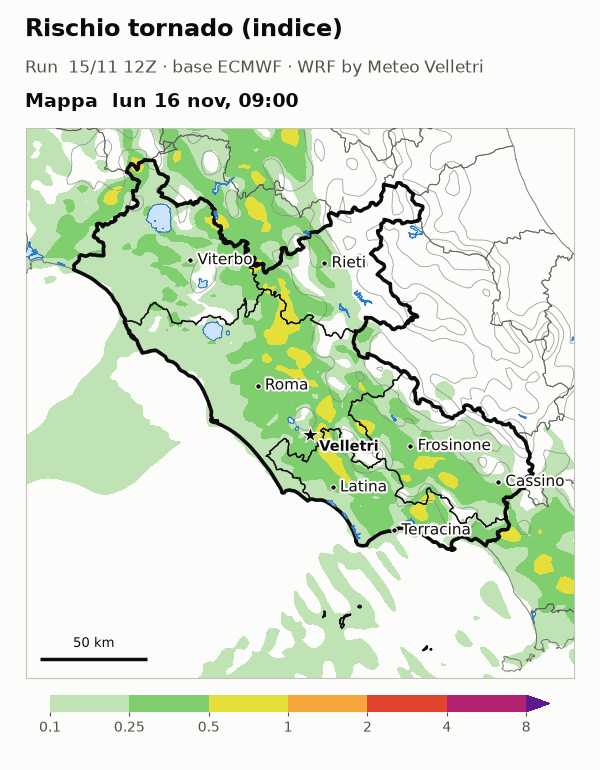 Rischio tornado (indice)
Run  15/11 12Z · base ECMWF · WRF by Meteo Velletri
Mappa  lun 16 nov, 09:00
Viterbo
Rieti
Roma
Velletri
Frosinone
Latina
Cassino
Terracina
50 km
0.1 0.25 0.5 1 2 4 8